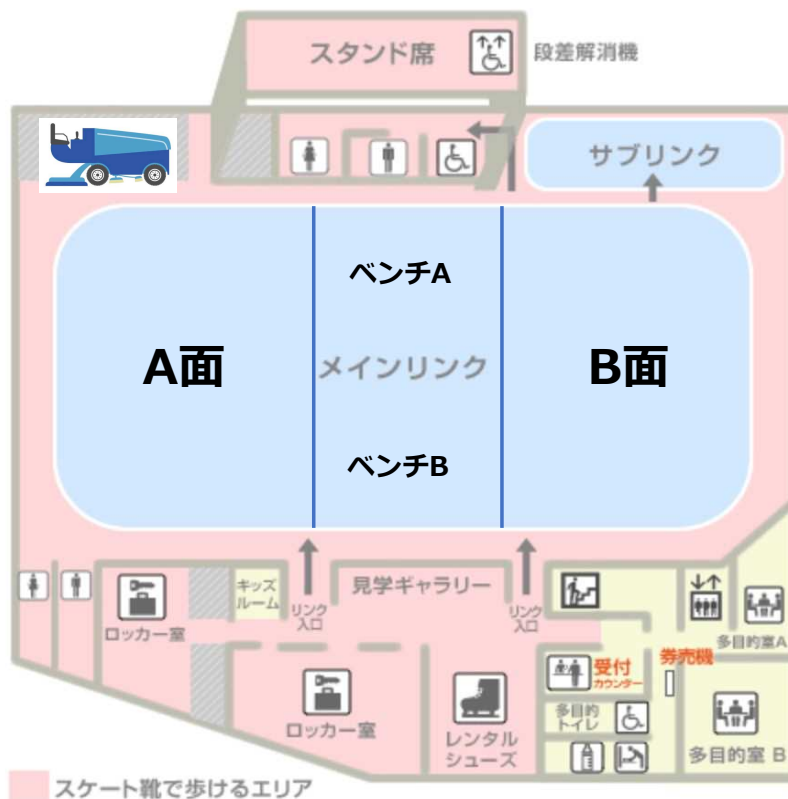 スタンド席
段差解消機
サブリンク
ベンチA
A面
メインリンク
B面
ベンチB
キッズ
ルーム
リンク
入口
見学ギャラリー
リンク
入口
ロッカー室
多目的室A
受付
カウンター
券売機
ロッカー室
レンタル
シューズ
多目的
トイレ
多目的室 B
スケート靴で歩けるエリア